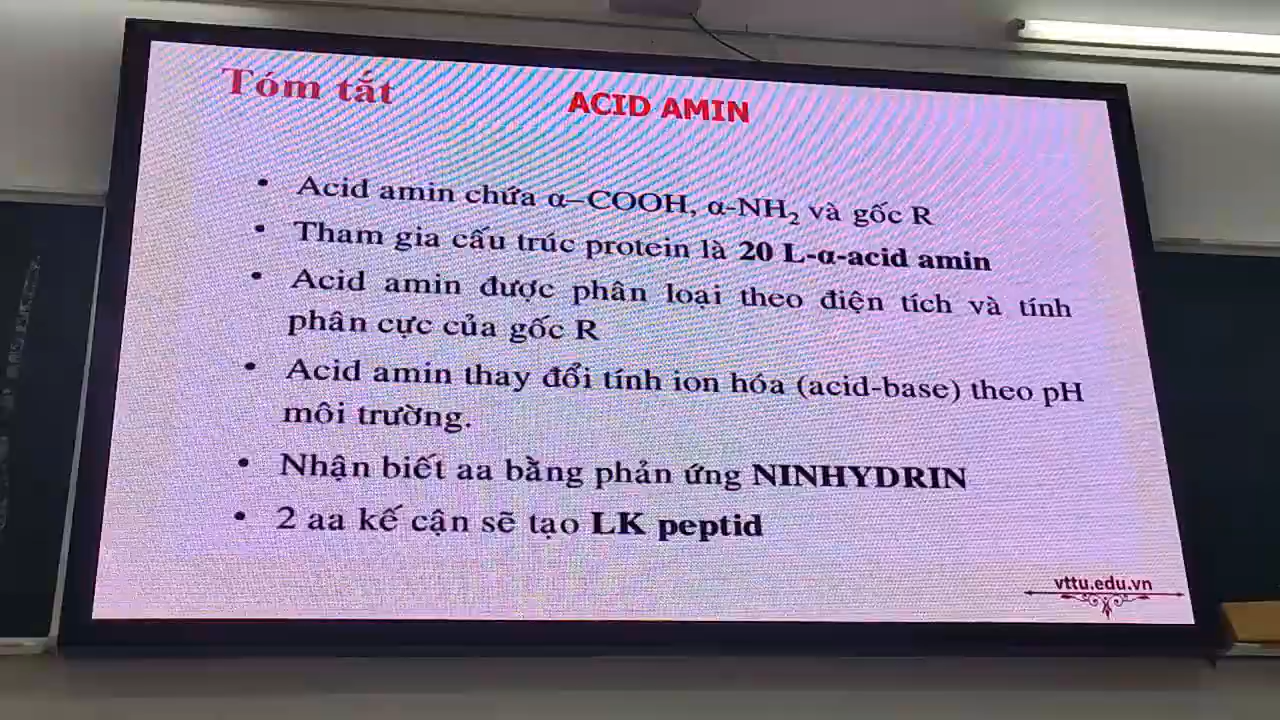 Tóm tắt
ACID AMIN
• Acid amin chứa α–COOH, α-NH₂ và gốc R
• Tham gia cấu trúc protein là 20 L-α-acid amin
• Acid amin được phân loại theo điện tích và tính
phân cực của gốc R
• Acid amin thay đổi tính ion hóa (acid-base) theo pH
môi trường.
• Nhận biết aa bằng phản ứng NINHYDRIN
• 2 aa kế cận sẽ tạo LK peptid
vttu.edu.vn